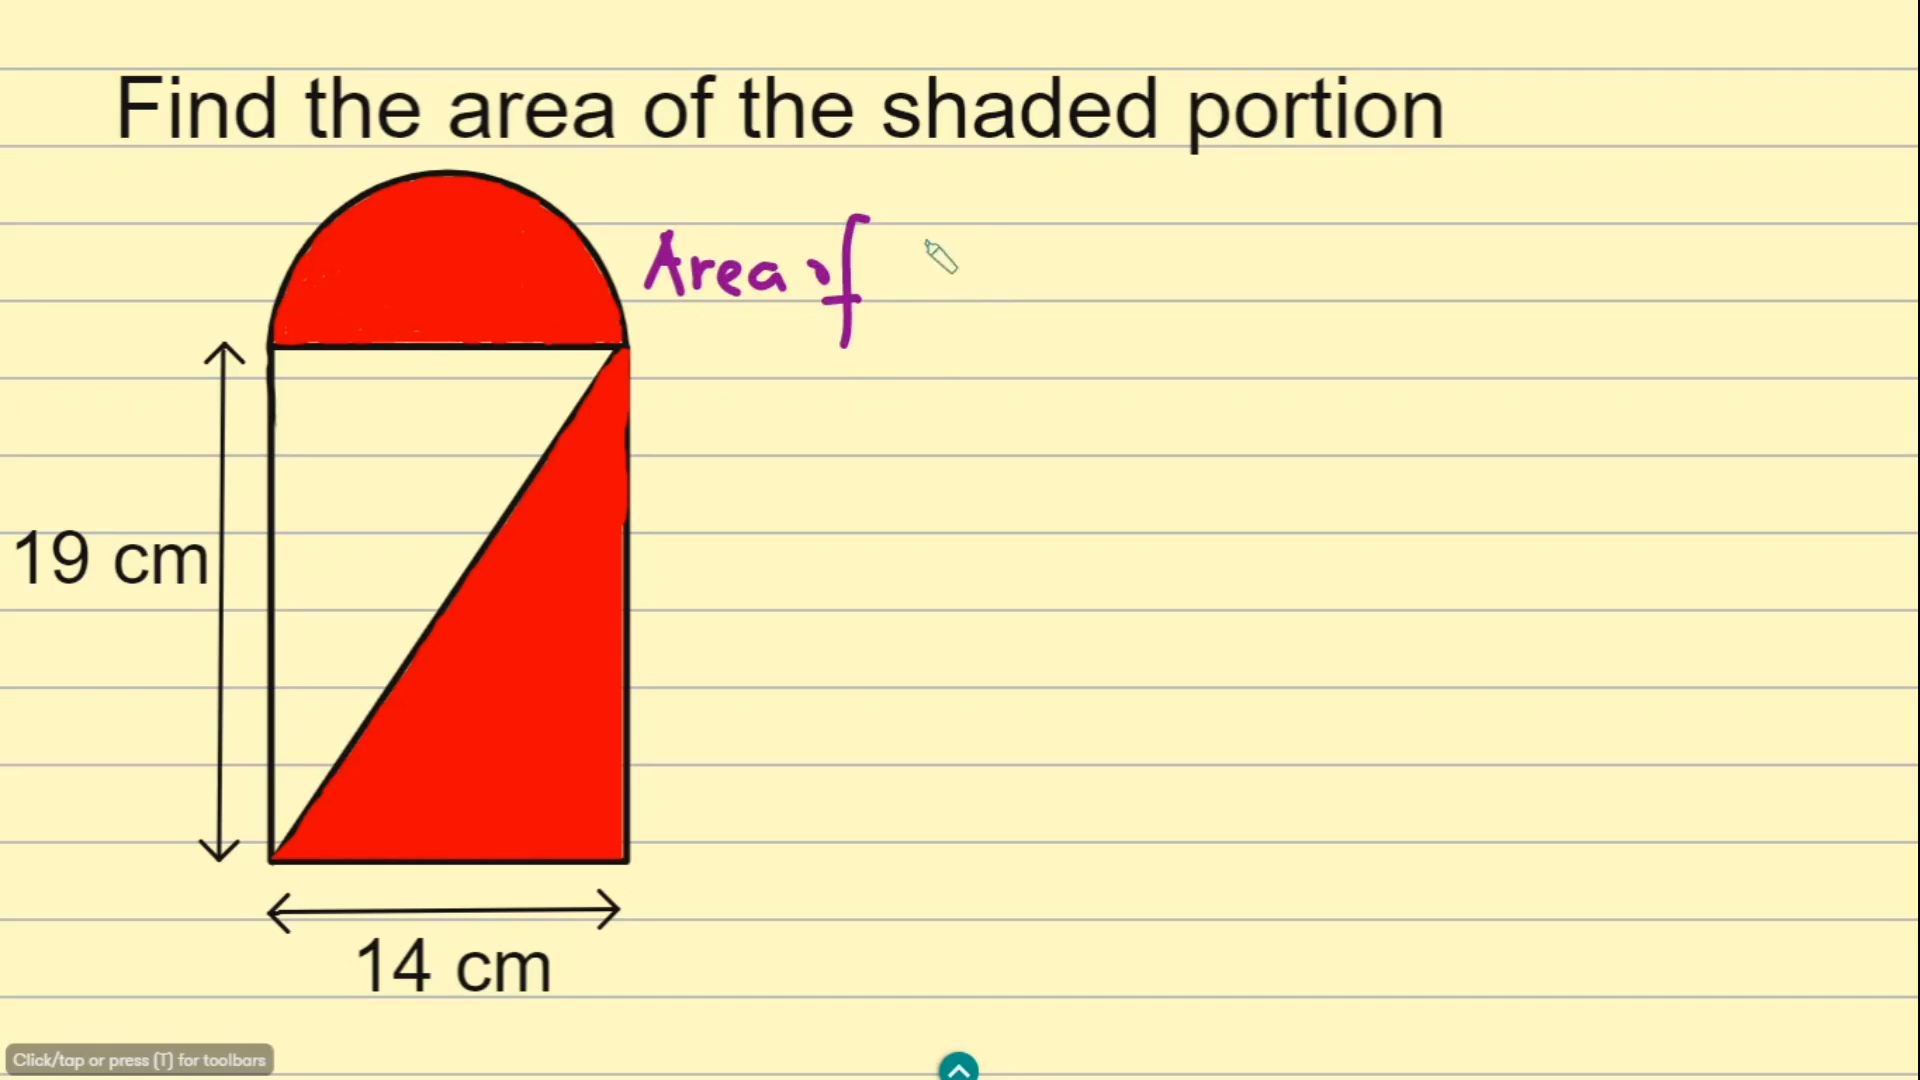 Find the area of the shaded portion
Area of
19 cm
14 cm
Click/tap or press (T) for toolbars